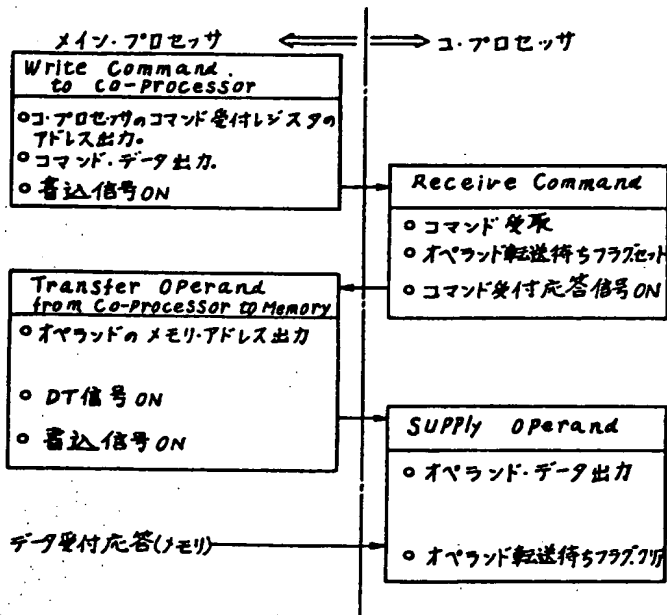 メイン・プロセッサ
コ・プロセッサ
Write Command.
to Co-Processor
○コ・プロセッサのコマンド受付レジスタの
アドレス出力。
○コマンド・データ出力.
○書込信号ON
Receive Command
○コマンド受取
○オペランド転送待ちフラグセット
○コマンド受付応答信号ON
Transfer Operand
from Co-Processor to Memory
○オペランドのメモリ・アドレス出力
○DT信号ON
○書込信号ON
Supply Operand
○オペランド・データ出力
データ受付応答(メモリ)
○オペランド転送待ちフラグ.クリア